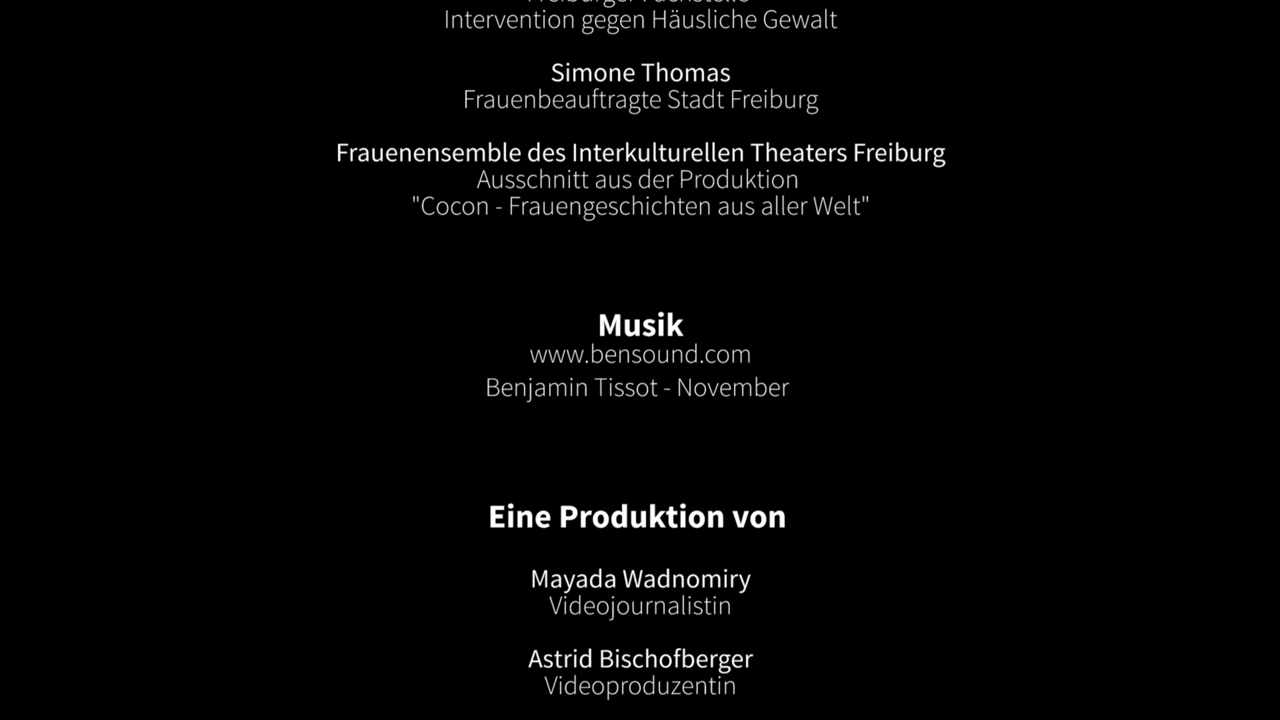 Freiburger Fachstelle
Intervention gegen Häusliche Gewalt
Simone Thomas
Frauenbeauftragte Stadt Freiburg
Frauenensemble des Interkulturellen Theaters Freiburg
Ausschnitt aus der Produktion
"Cocon - Frauengeschichten aus aller Welt"
Musik
www.bensound.com
Benjamin Tissot - November
Eine Produktion von
Mayada Wadnomiry
Videojournalistin
Astrid Bischofberger
Videoproduzentin